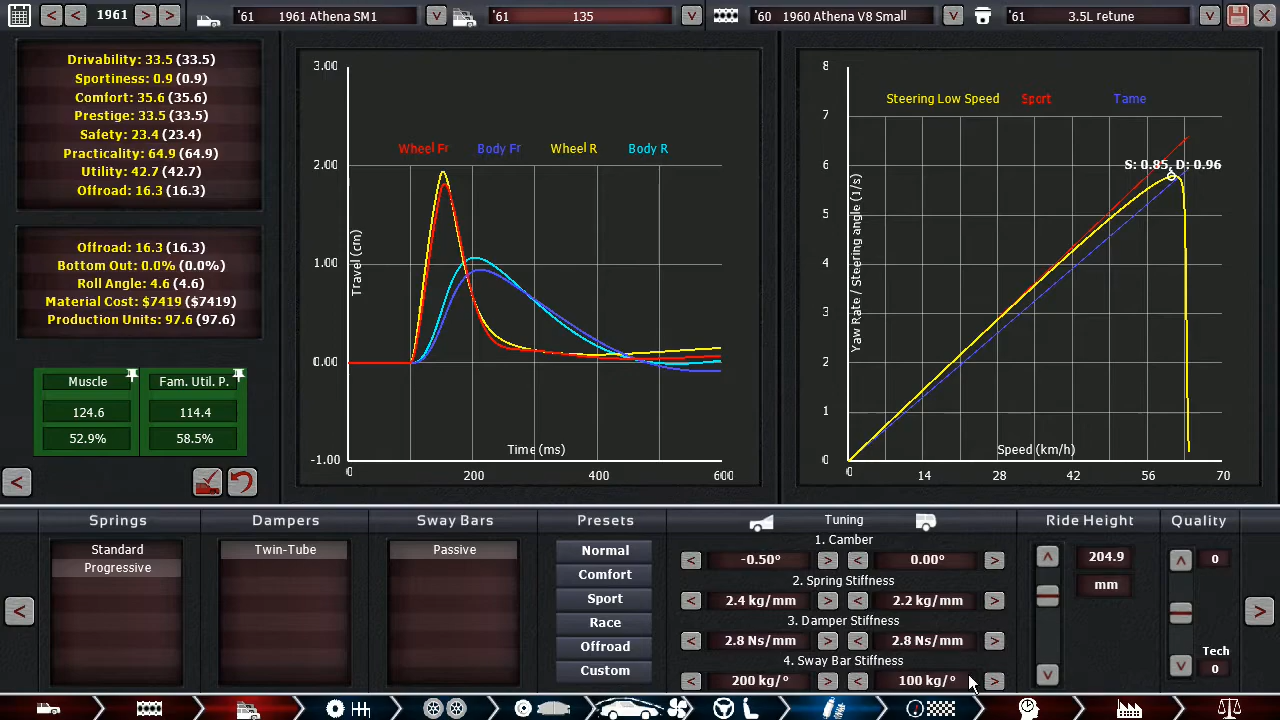 1961
'61 1961 Athena SM1
'61 135
'60 1960 Athena V8 Small
'61 3.5L retune
Drivability: 33.5 (33.5)
Sportiness: 0.9 (0.9)
Comfort: 35.6 (35.6)
Prestige: 33.5 (33.5)
Safety: 23.4 (23.4)
Practicality: 64.9 (64.9)
Utility: 42.7 (42.7)
Offroad: 16.3 (16.3)
Offroad: 16.3 (16.3)
Bottom Out: 0.0% (0.0%)
Roll Angle: 4.6 (4.6)
Material Cost: $7419 ($7419)
Production Units: 97.6 (97.6)
Muscle Fam. Util. P.
124.6 114.4
52.9% 58.5%
3.00
2.00
1.00
0.00
-1.00
Travel (cm)
Wheel Fr Body Fr Wheel R Body R
Time (ms)
0 200 400 600
8
7
6
5
4
3
2
1
0
Yaw Rate / Steering angle (1/s)
Steering Low Speed Sport Tame
S: 0.85, D: 0.96
Speed (km/h)
0 14 28 42 56 70
Springs
Standard
Progressive
Dampers
Twin-Tube
Sway Bars
Passive
Presets
Normal
Comfort
Sport
Race
Offroad
Custom
Tuning
1. Camber
< -0.50° > < 0.00° >
2. Spring Stiffness
< 2.4 kg/mm > < 2.2 kg/mm >
3. Damper Stiffness
< 2.8 Ns/mm > < 2.8 Ns/mm >
4. Sway Bar Stiffness
< 200 kg/° > < 100 kg/° >
Ride Height
204.9
mm
Quality
0
Tech
0